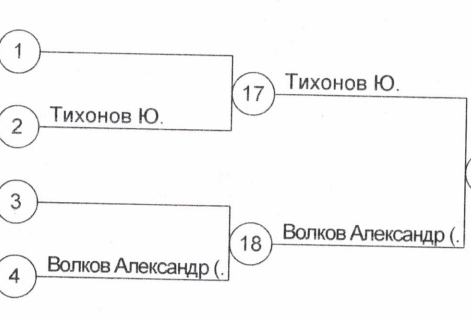 1
Тихонов Ю.
17
Тихонов Ю.
2
3
Волков Александр (.
18
Волков Александр (.
4